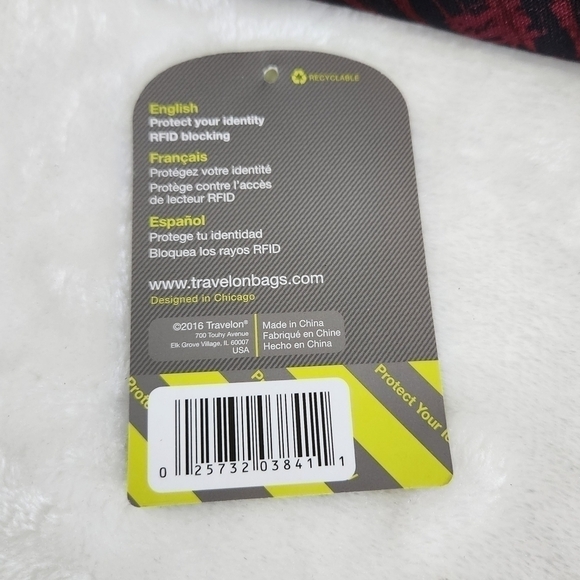 RECYCLABLE
English
Protect your identity
RFID blocking
Français
Protégez votre identité
Protège contre l'accès
de lecteur RFID
Español
Protege tu identidad
Bloquea los rayos RFID
www.travelonbags.com
Designed in Chicago
©2016 Travelon®
700 Touhy Avenue
Elk Grove Village, IL 60007
USA
Made in China
Fabriqué en Chine
Hecho en China
Protect Your
0 25732 03841 1